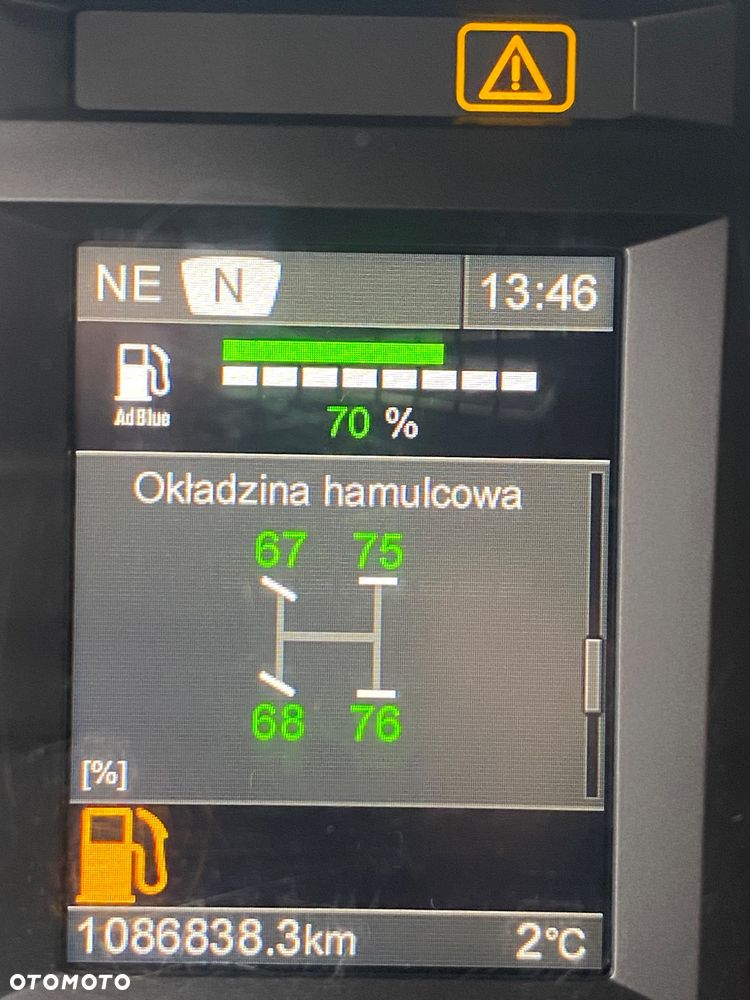 NE N 13:46
AdBlue
70 %
Okładzina hamulcowa
67 75
68 76
[%]
1086838.3km 2°C
OTOMOTO